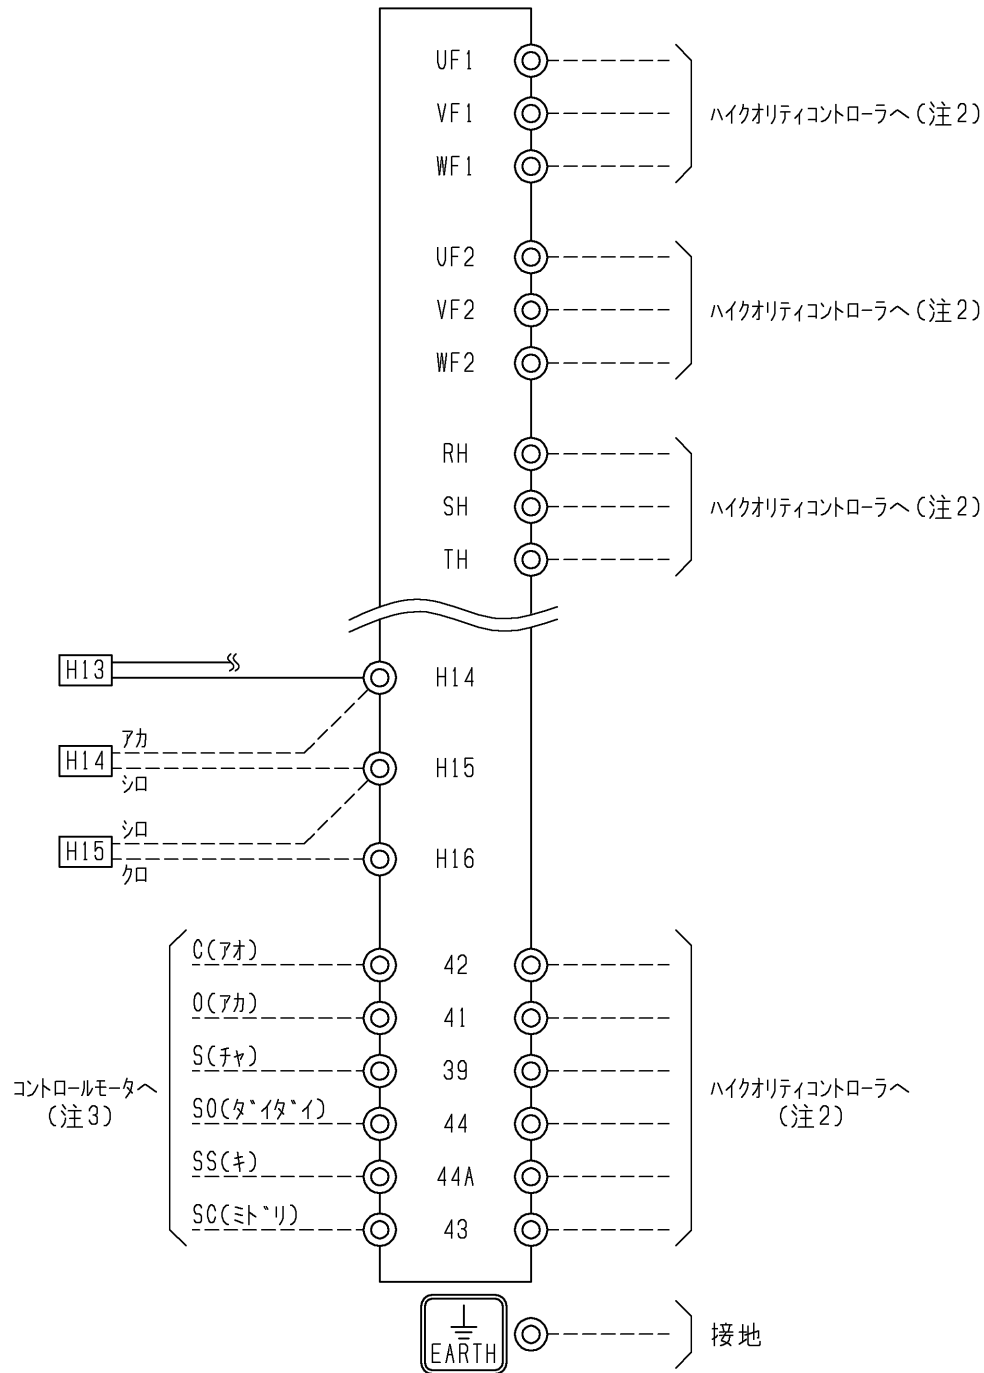 UF1
VF1
ハイクオリティコントローラへ(注2)
WF1
UF2
VF2
ハイクオリティコントローラへ(注2)
WF2
RH
SH
ハイクオリティコントローラへ(注2)
TH
H13
H14
アカ
H14
シロ
H15
シロ
H15
クロ
H16
C(アオ)
42
O(アカ)
41
S(チャ)
39
コントロールモータへ
(注3)
ハイクオリティコントローラへ
(注2)
SO(ダイダイ)
44
SS(キ)
44A
SC(ミドリ)
43
EARTH
接地